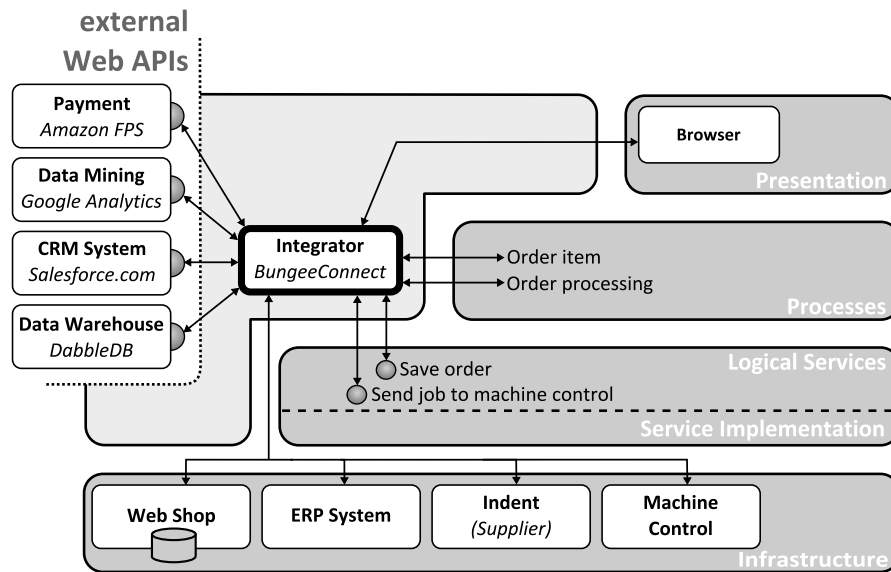 external
Web APIs
Payment
Amazon FPS
Data Mining
Google Analytics
CRM System
Salesforce.com
Data Warehouse
DabbleDB
Integrator
BungeeConnect
Browser
Presentation
Order item
Order processing
Processes
Logical Services
Save order
Send job to machine control
Service Implementation
Web Shop
ERP System
Indent
(Supplier)
Machine
Control
Infrastructure